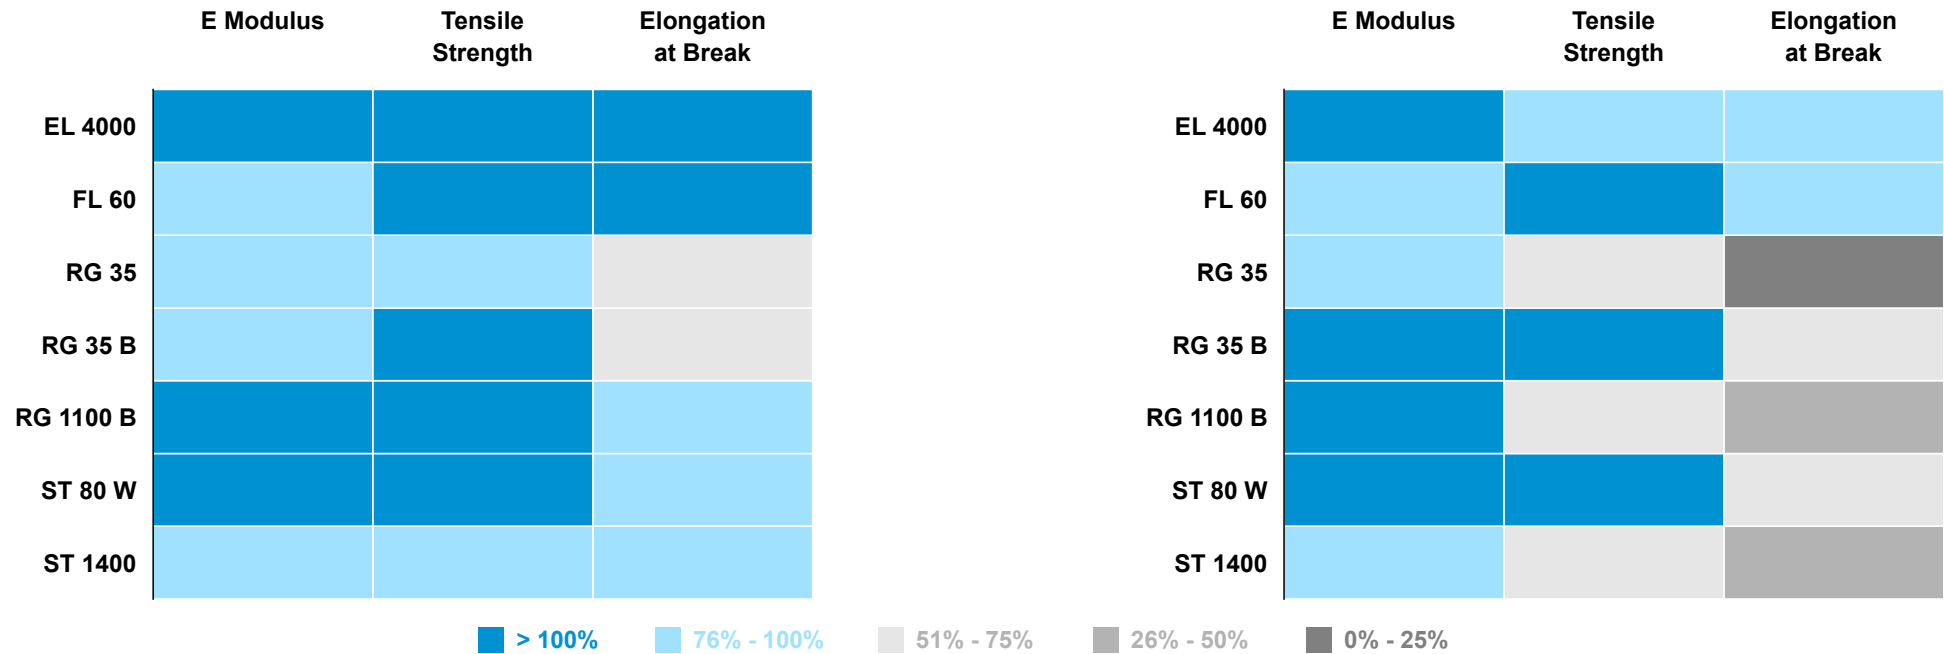 E Modulus
Tensile
Strength
Elongation
at Break
EL 4000
FL 60
RG 35
RG 35 B
RG 1100 B
ST 80 W
ST 1400
E Modulus
Tensile
Strength
Elongation
at Break
EL 4000
FL 60
RG 35
RG 35 B
RG 1100 B
ST 80 W
ST 1400
> 100%
76% - 100%
51% - 75%
26% - 50%
0% - 25%